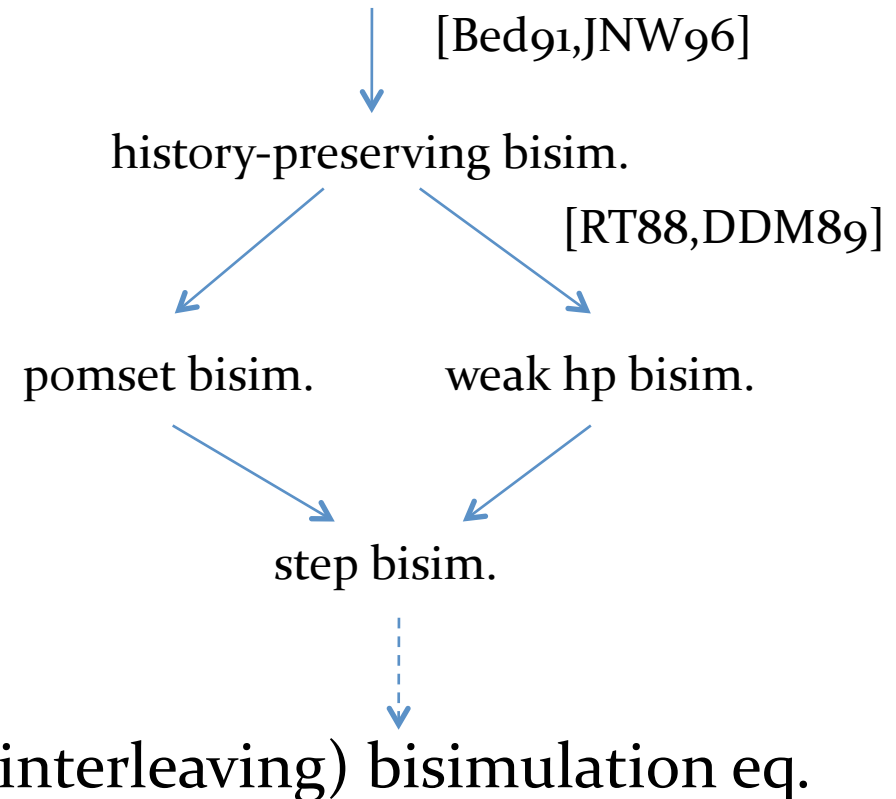 [Bed91,JNW96]
history-preserving bisim.
[RT88,DDM89]
pomset bisim. weak hp bisim.
step bisim.
interleaving) bisimulation eq.